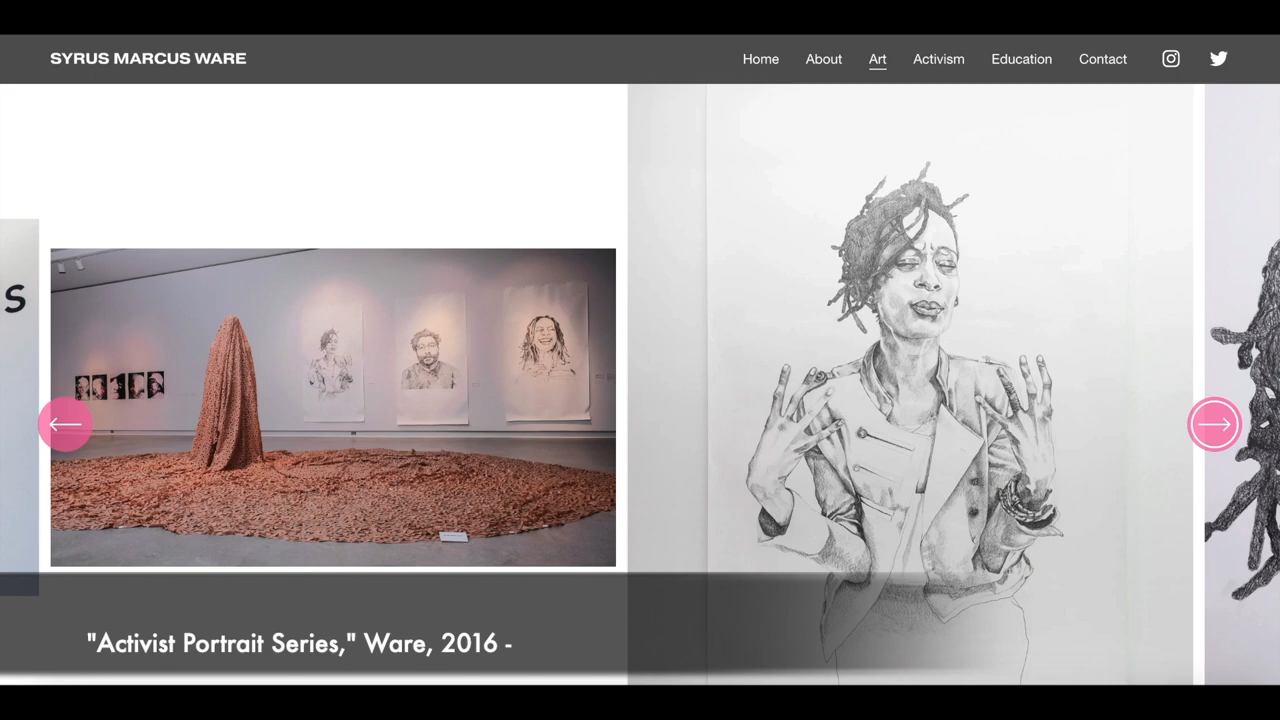 SYRUS MARCUS WARE
Home About Art Activism Education Contact
s
"Activist Portrait Series," Ware, 2016 -